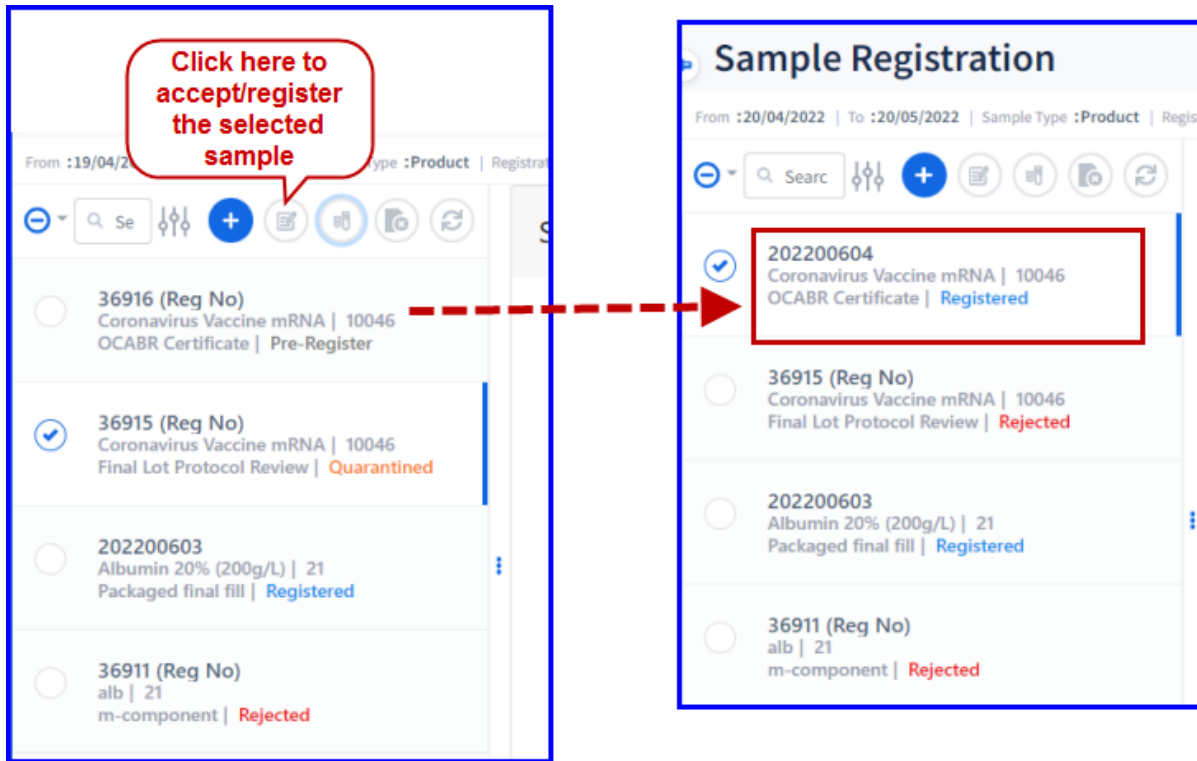 Click here to
accept/register
the selected
sample
From :19/04/2 Type :Product | Registrat
Se
36916 (Reg No)
Coronavirus Vaccine mRNA | 10046
OCABR Certificate | Pre-Register
36915 (Reg No)
Coronavirus Vaccine mRNA | 10046
Final Lot Protocol Review | Quarantined
202200603
Albumin 20% (200g/L) | 21
Packaged final fill | Registered
36911 (Reg No)
alb | 21
m-component | Rejected
S
Sample Registration
From :20/04/2022 | To :20/05/2022 | Sample Type :Product | Regis
Searc
202200604
Coronavirus Vaccine mRNA | 10046
OCABR Certificate | Registered
36915 (Reg No)
Coronavirus Vaccine mRNA | 10046
Final Lot Protocol Review | Rejected
202200603
Albumin 20% (200g/L) | 21
Packaged final fill | Registered
36911 (Reg No)
alb | 21
m-component | Rejected